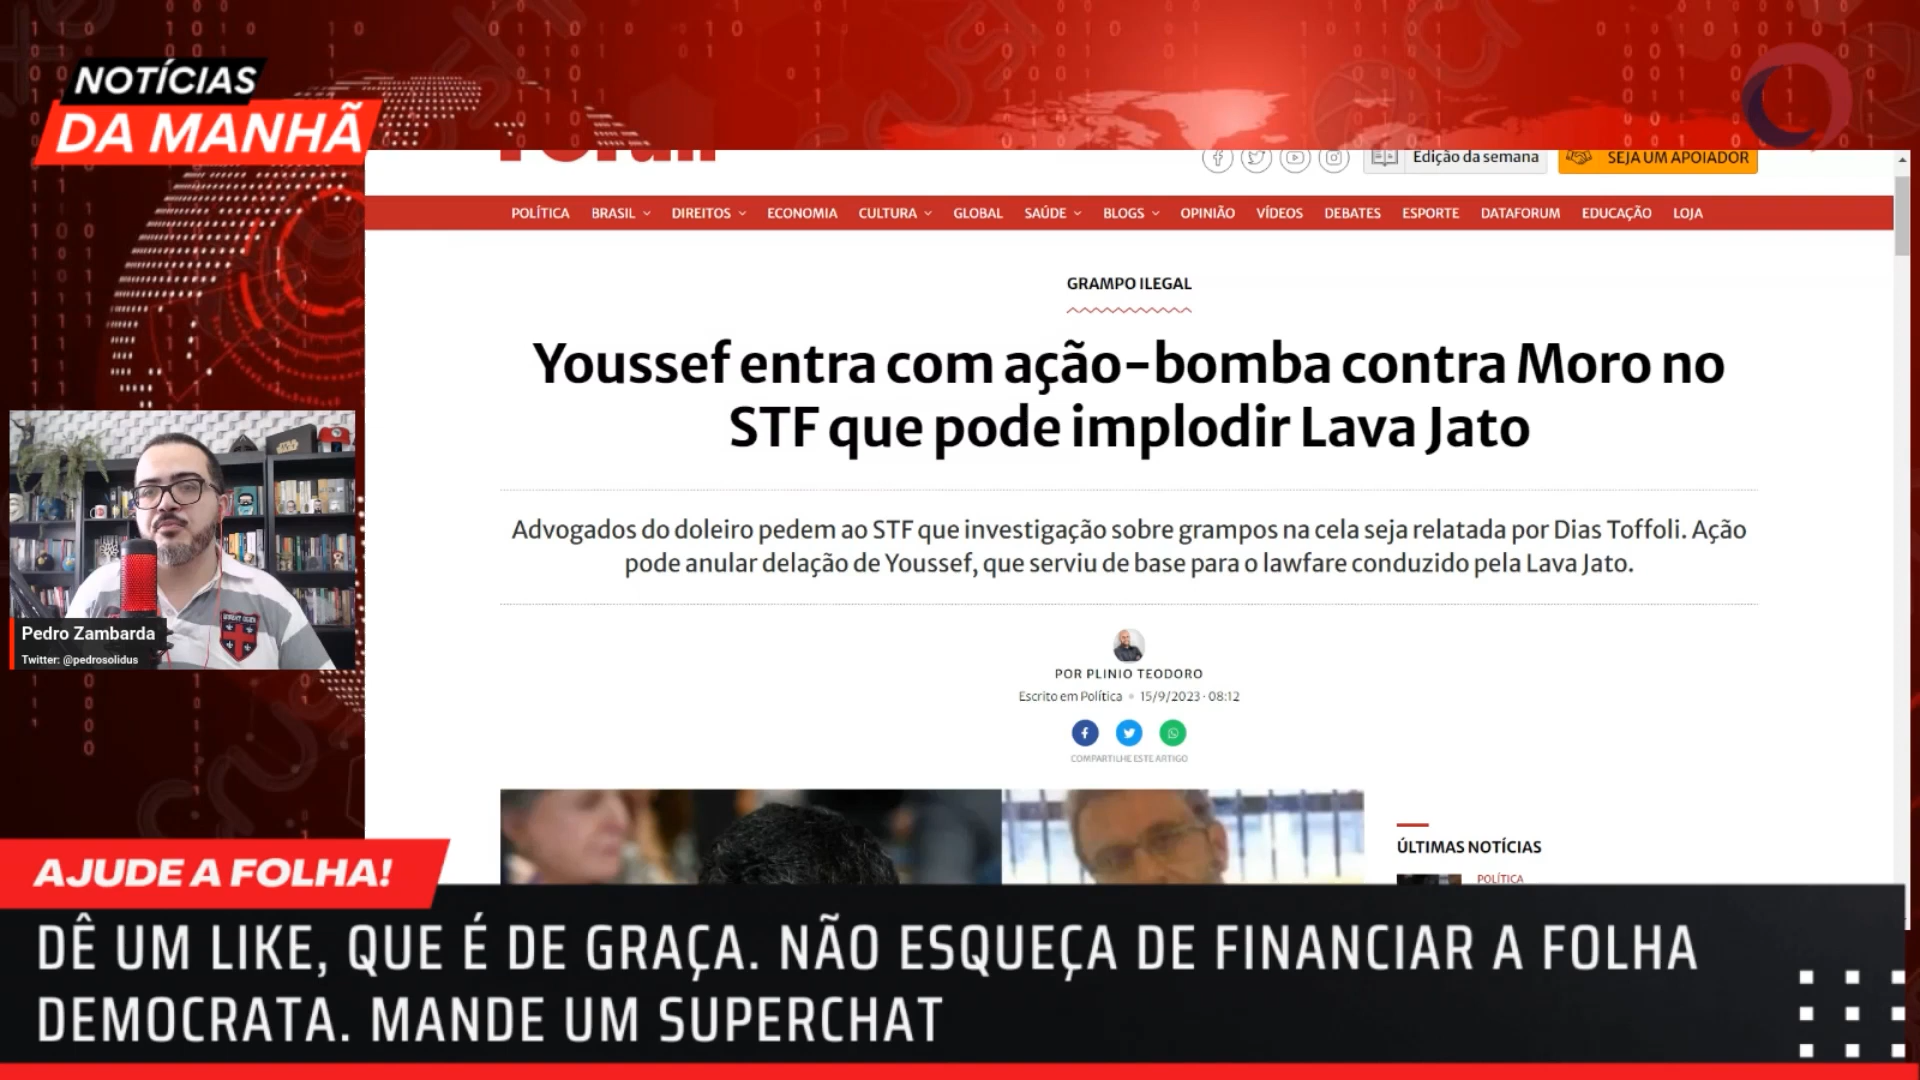 NOTÍCIAS
DA MANHÃ
Edição da semana
SEJA UM APOIADOR
POLÍTICA BRASIL DIREITOS ECONOMIA CULTURA GLOBAL SAÚDE BLOGS OPINIÃO VÍDEOS DEBATES ESPORTE DATAFORUM EDUCAÇÃO LOJA
GRAMPO ILEGAL
Youssef entra com ação-bomba contra Moro no
STF que pode implodir Lava Jato
Advogados do doleiro pedem ao STF que investigação sobre grampos na cela seja relatada por Dias Toffoli. Ação
pode anular delação de Youssef, que serviu de base para o lawfare conduzido pela Lava Jato.
POR PLINIO TEODORO
Escrito em Política • 15/9/2023 · 08:12
COMPARTILHE ESTE ARTIGO
ÚLTIMAS NOTÍCIAS
POLÍTICA
Pedro Zambarda
Twitter: @pedrosolidus
AJUDE A FOLHA!
DÊ UM LIKE, QUE É DE GRAÇA. NÃO ESQUEÇA DE FINANCIAR A FOLHA
DEMOCRATA. MANDE UM SUPERCHAT